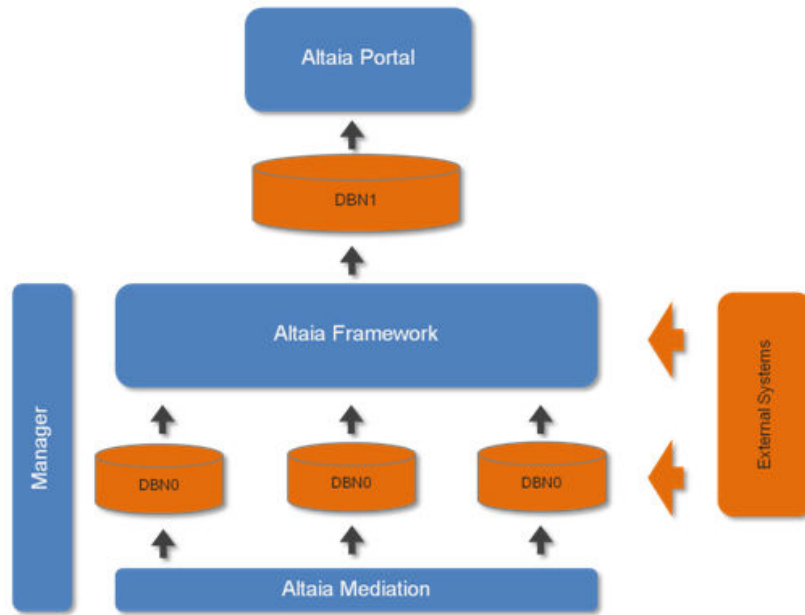 Altaia Portal
DBN1
Altaia Framework
Manager
External Systems
DBN0
DBN0
DBN0
Altaia Mediation